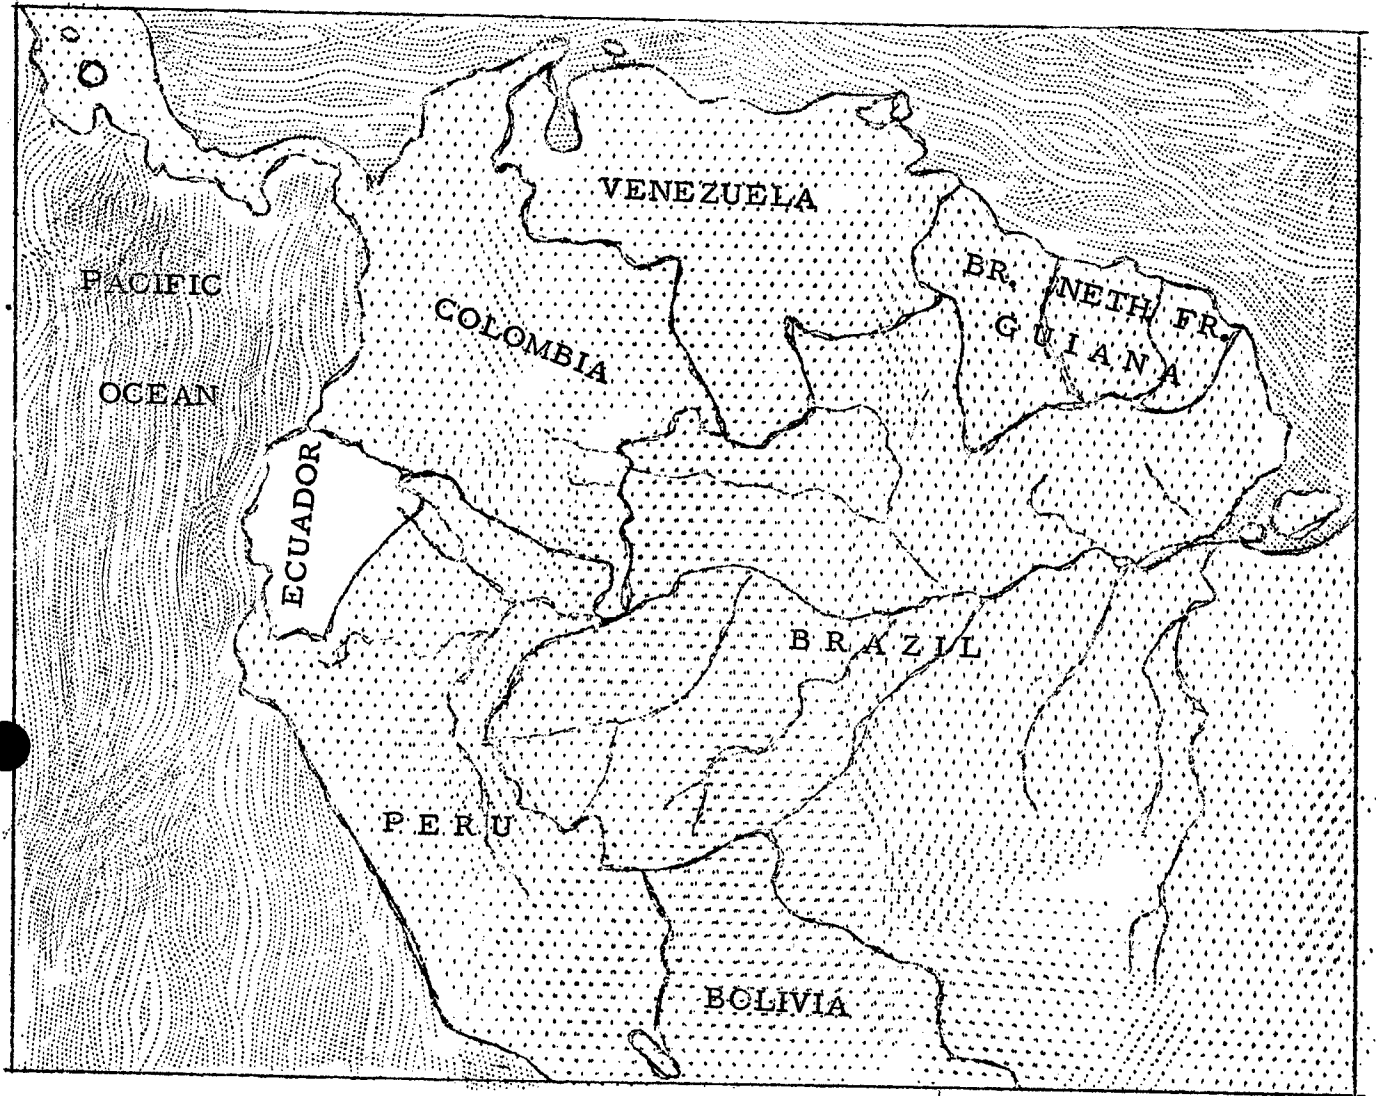 VENEZUELA
PACIFIC
OCEAN
COLOMBIA
BR. NETH FR.
GUIANA
ECUADOR
BRAZIL
PERU
BOLIVIA